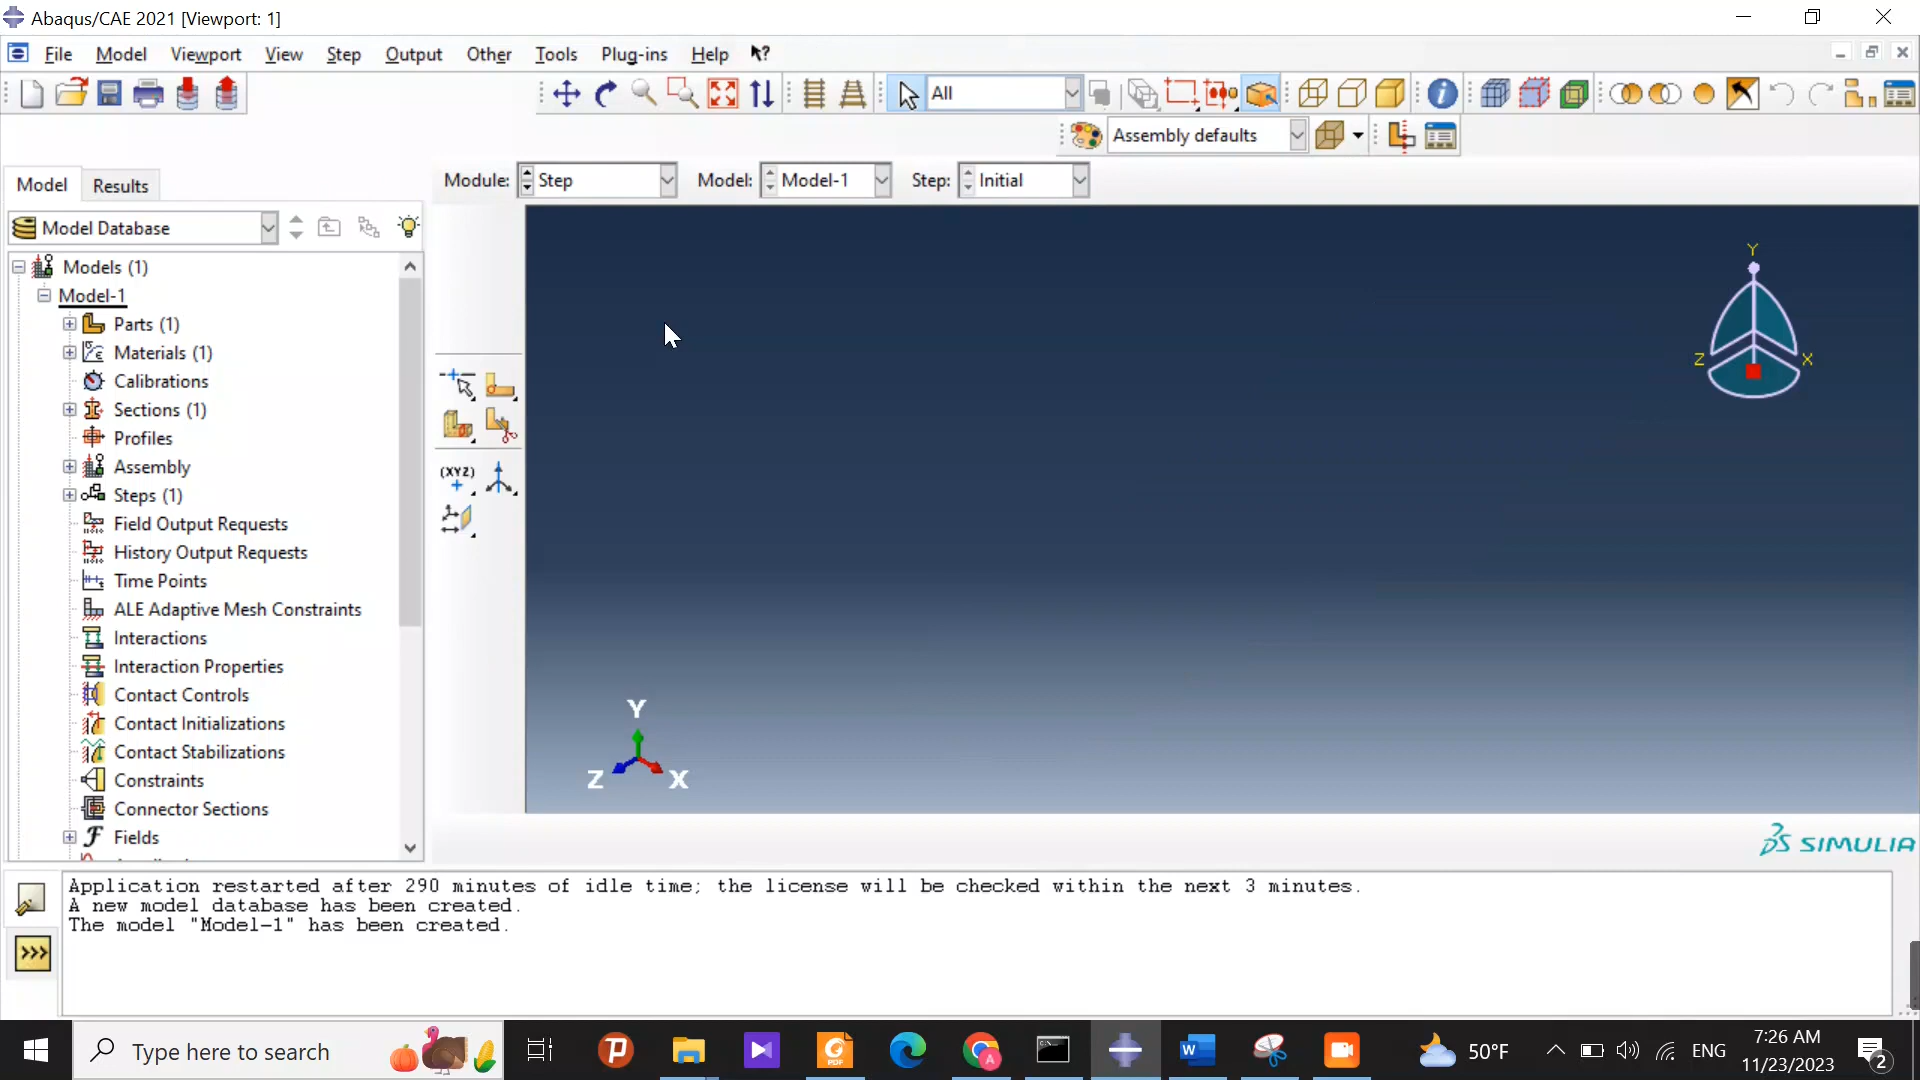 Abaqus/CAE 2021 [Viewport: 1]
File Model Viewport View Step Output Other Tools Plug-ins Help
All
Assembly defaults
Model Results
Module: Step Model: Model-1 Step: Initial
Model Database
Models (1)
Model-1
Parts (1)
Materials (1)
Calibrations
Sections (1)
Profiles
Assembly
Steps (1)
Field Output Requests
History Output Requests
Time Points
ALE Adaptive Mesh Constraints
Interactions
Interaction Properties
Contact Controls
Contact Initializations
Contact Stabilizations
Constraints
Connector Sections
Fields
(XYZ)
Y
Z X
Y
Z X
SIMULIA
Application restarted after 290 minutes of idle time; the license will be checked within the next 3 minutes.
A new model database has been created.
The model "Model-1" has been created.
>>>
Type here to search
50°F
ENG
7:26 AM
11/23/2023
2